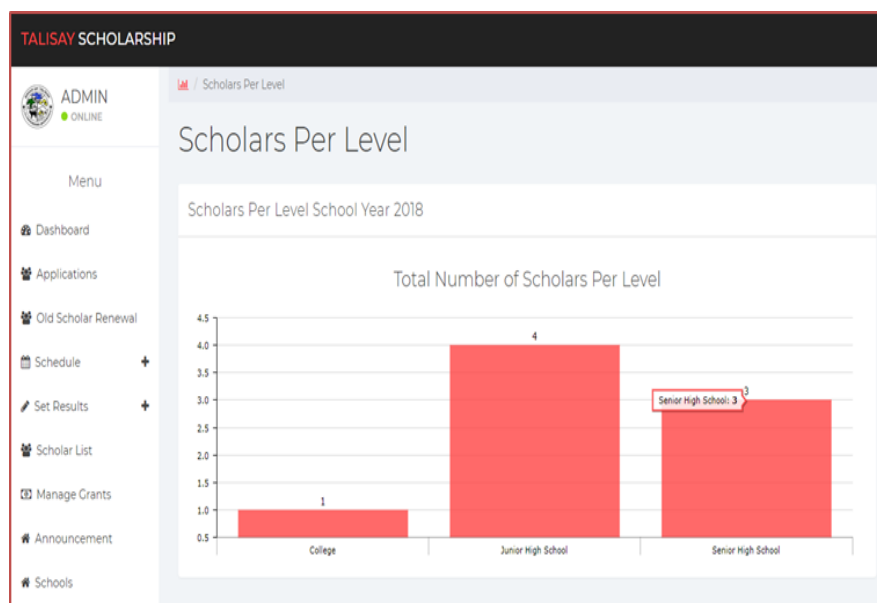 TALISAY SCHOLARSHIP
ADMIN
ONLINE
Menu
Dashboard
Applications
Old Scholar Renewal
Schedule +
Set Results +
Scholar List
Manage Grants
Announcement
Schools
/ Scholars Per Level
Scholars Per Level
Scholars Per Level School Year 2018
Total Number of Scholars Per Level
4.5
4.0
3.5
3.0
2.5
2.0
1.5
1.0
0.5
1
4
3
Senior High School: 3
College
Junior High School
Senior High School